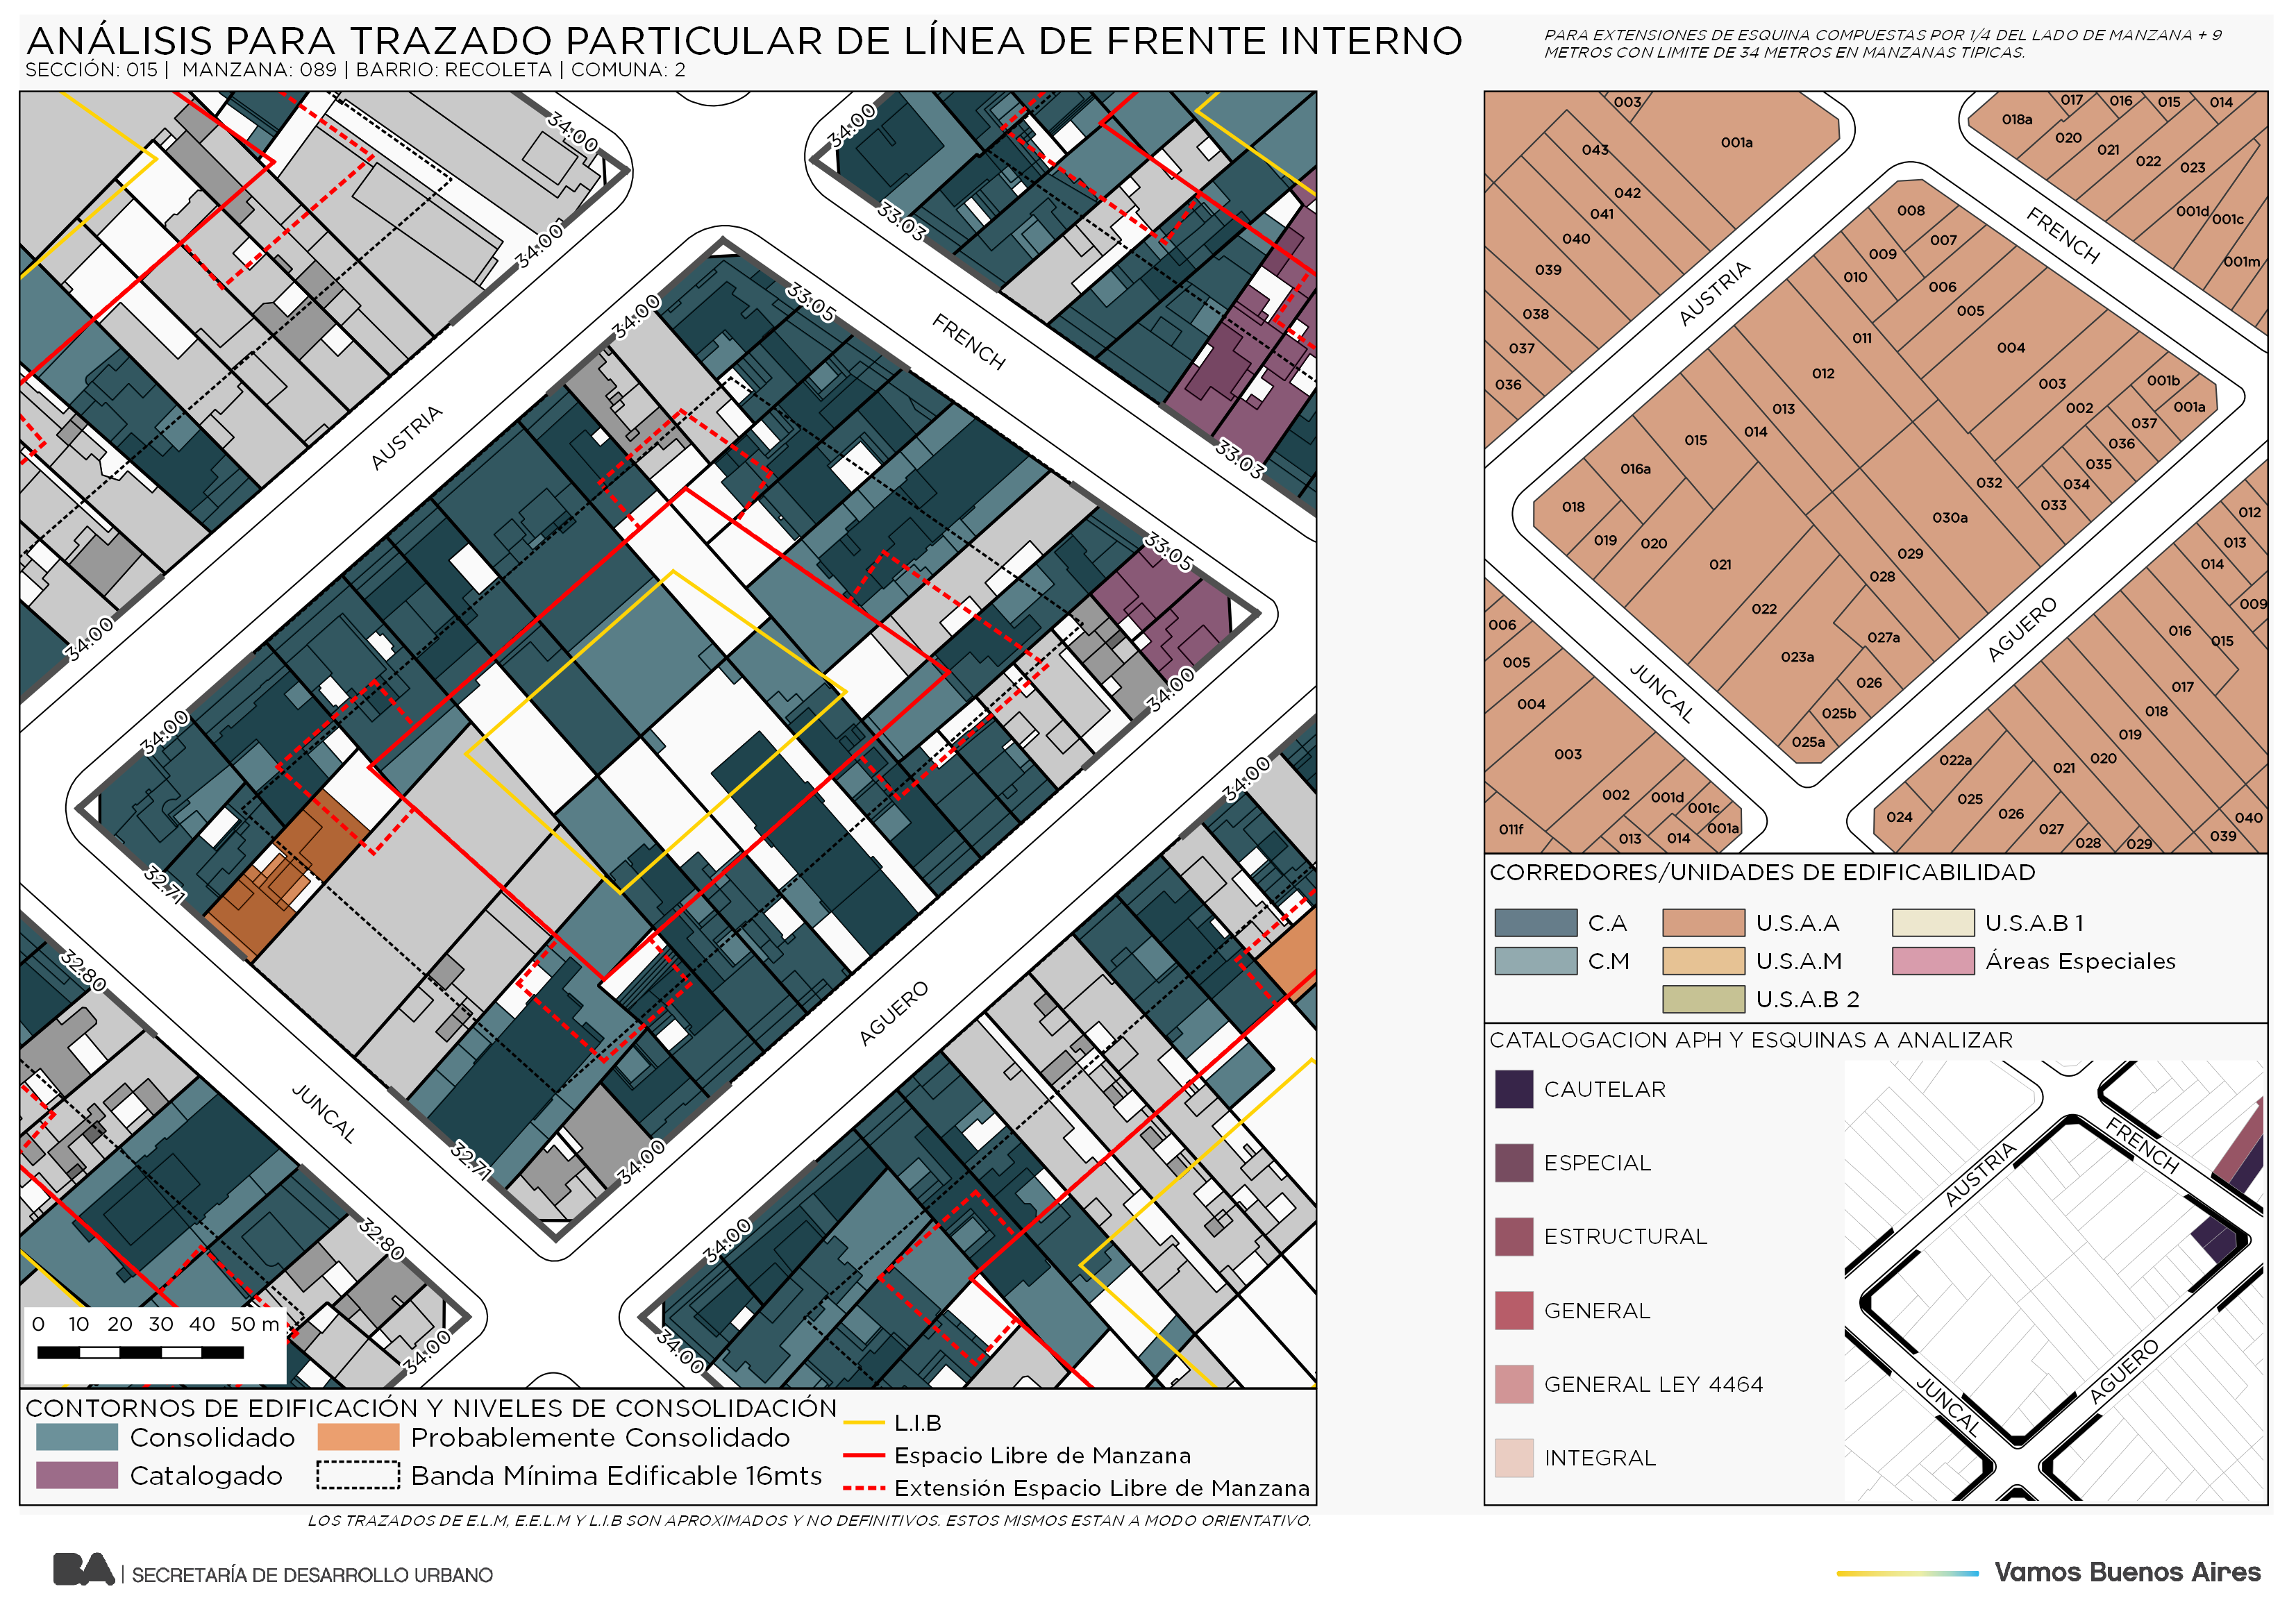 ANÁLISIS PARA TRAZADO PARTICULAR DE LÍNEA DE FRENTE INTERNO
SECCIÓN: 015 | MANZANA: 089 | BARRIO: RECOLETA | COMUNA: 2
PARA EXTENSIONES DE ESQUINA COMPUESTAS POR 1/4 DEL LADO DE MANZANA + 9
METROS CON LIMITE DE 34 METROS EN MANZANAS TIPICAS.
34.00
34.00
34.00
33.03
33.05
34.00
FRENCH
AUSTRIA
33.03
33.05
34.00
34.00
34.00
34.00
32.71
32.80
AGUERO
JUNCAL
32.71
34.00
34.00
32.80
34.00
34.00
0 10 20 30 40 50 m
CONTORNOS DE EDIFICACIÓN Y NIVELES DE CONSOLIDACIÓN
Consolidado
Probablemente Consolidado
Catalogado
Banda Mínima Edificable 16mts
L.I.B
Espacio Libre de Manzana
Extensión Espacio Libre de Manzana
LOS TRAZADOS DE E.L.M, E.E.L.M Y L.I.B SON APROXIMADOS Y NO DEFINITIVOS. ESTOS MISMOS ESTAN A MODO ORIENTATIVO.
003
001a
043
042
041
040
039
038
037
036
018a
017
016
015
014
020
021
022
023
001d
001c
001m
FRENCH
AUSTRIA
008
007
009
010
006
005
011
004
012
003
001b
001a
002
037
013
014
036
015
035
016a
034
032
033
018
030a
019
020
029
021
028
022
027a
023a
026
025b
025a
AGUERO
JUNCAL
006
005
004
003
002
001d
001c
001a
011f
013
014
012
013
014
009
016
015
017
018
019
020
021
022a
025
024
026
027
028
029
039
040
CORREDORES/UNIDADES DE EDIFICABILIDAD
C.A
U.S.A.A
U.S.A.B 1
C.M
U.S.A.M
Áreas Especiales
U.S.A.B 2
CATALOGACION APH Y ESQUINAS A ANALIZAR
CAUTELAR
ESPECIAL
ESTRUCTURAL
GENERAL
GENERAL LEY 4464
INTEGRAL
FRENCH
AUSTRIA
AGUERO
JUNCAL
BA | SECRETARÍA DE DESARROLLO URBANO
Vamos Buenos Aires